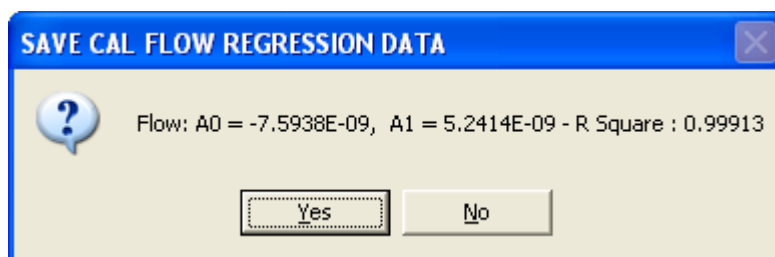 SAVE CAL FLOW REGRESSION DATA
Flow: A0 = -7.5938E-09, A1 = 5.2414E-09 - R Square : 0.99913
Yes No